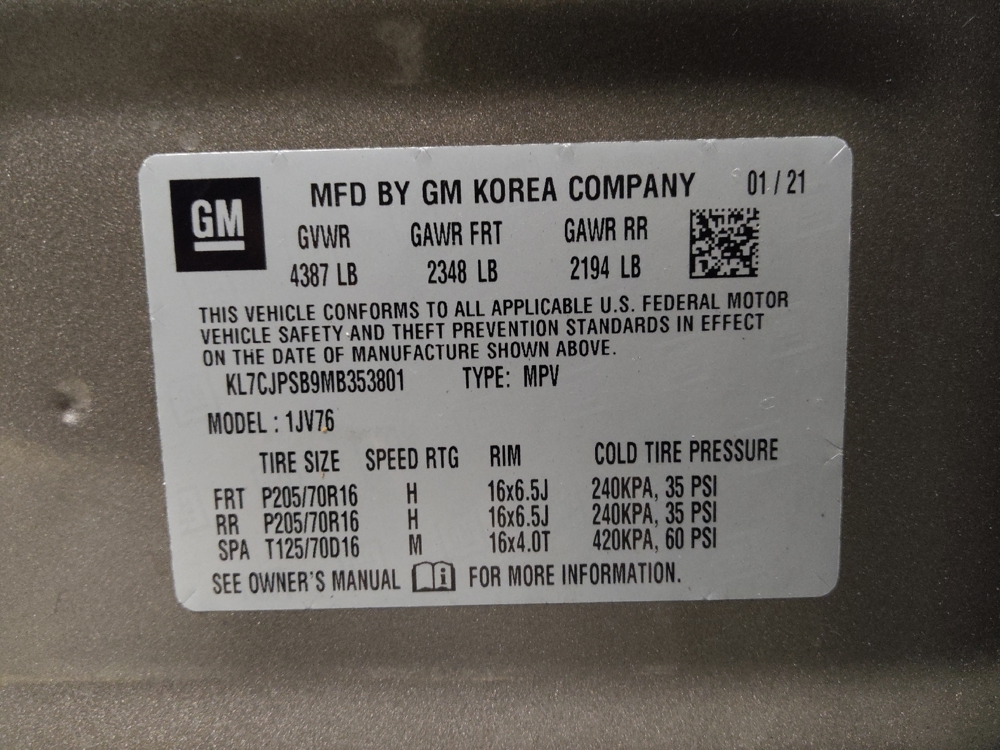 GM
MFD BY GM KOREA COMPANY 01 / 21
GVWR GAWR FRT GAWR RR
4387 LB 2348 LB 2194 LB
THIS VEHICLE CONFORMS TO ALL APPLICABLE U.S. FEDERAL MOTOR
VEHICLE SAFETY AND THEFT PREVENTION STANDARDS IN EFFECT
ON THE DATE OF MANUFACTURE SHOWN ABOVE.
KL7CJPSB9MB353801 TYPE: MPV
MODEL : 1JV76
TIRE SIZE SPEED RTG RIM COLD TIRE PRESSURE
FRT P205/70R16 H 16x6.5J 240KPA, 35 PSI
RR P205/70R16 H 16x6.5J 240KPA, 35 PSI
SPA T125/70D16 M 16x4.0T 420KPA, 60 PSI
SEE OWNER'S MANUAL i FOR MORE INFORMATION.